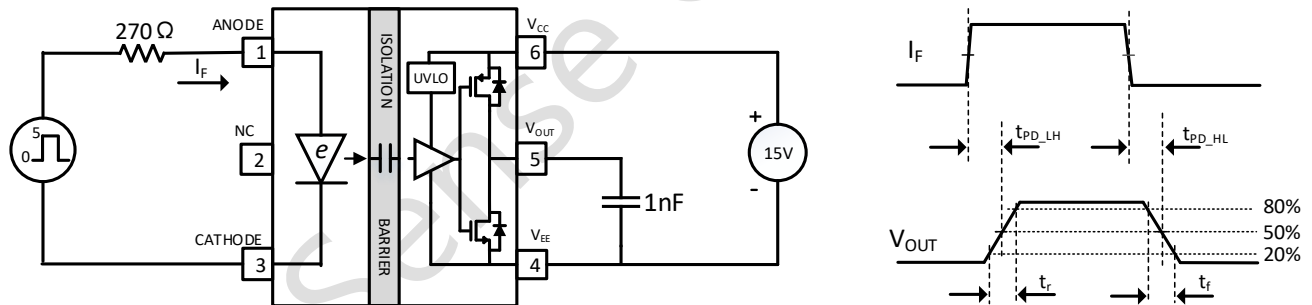 270 Ω
ANODE
1
I_F
5
0
NC
2
CATHODE
3
e
ISOLATION
BARRIER
UVLO
V_CC
6
V_OUT
5
V_EE
4
1nF
+
15V
-
Sense
I_F
t_PD_LH
t_PD_HL
V_OUT
80%
50%
20%
t_r
t_f